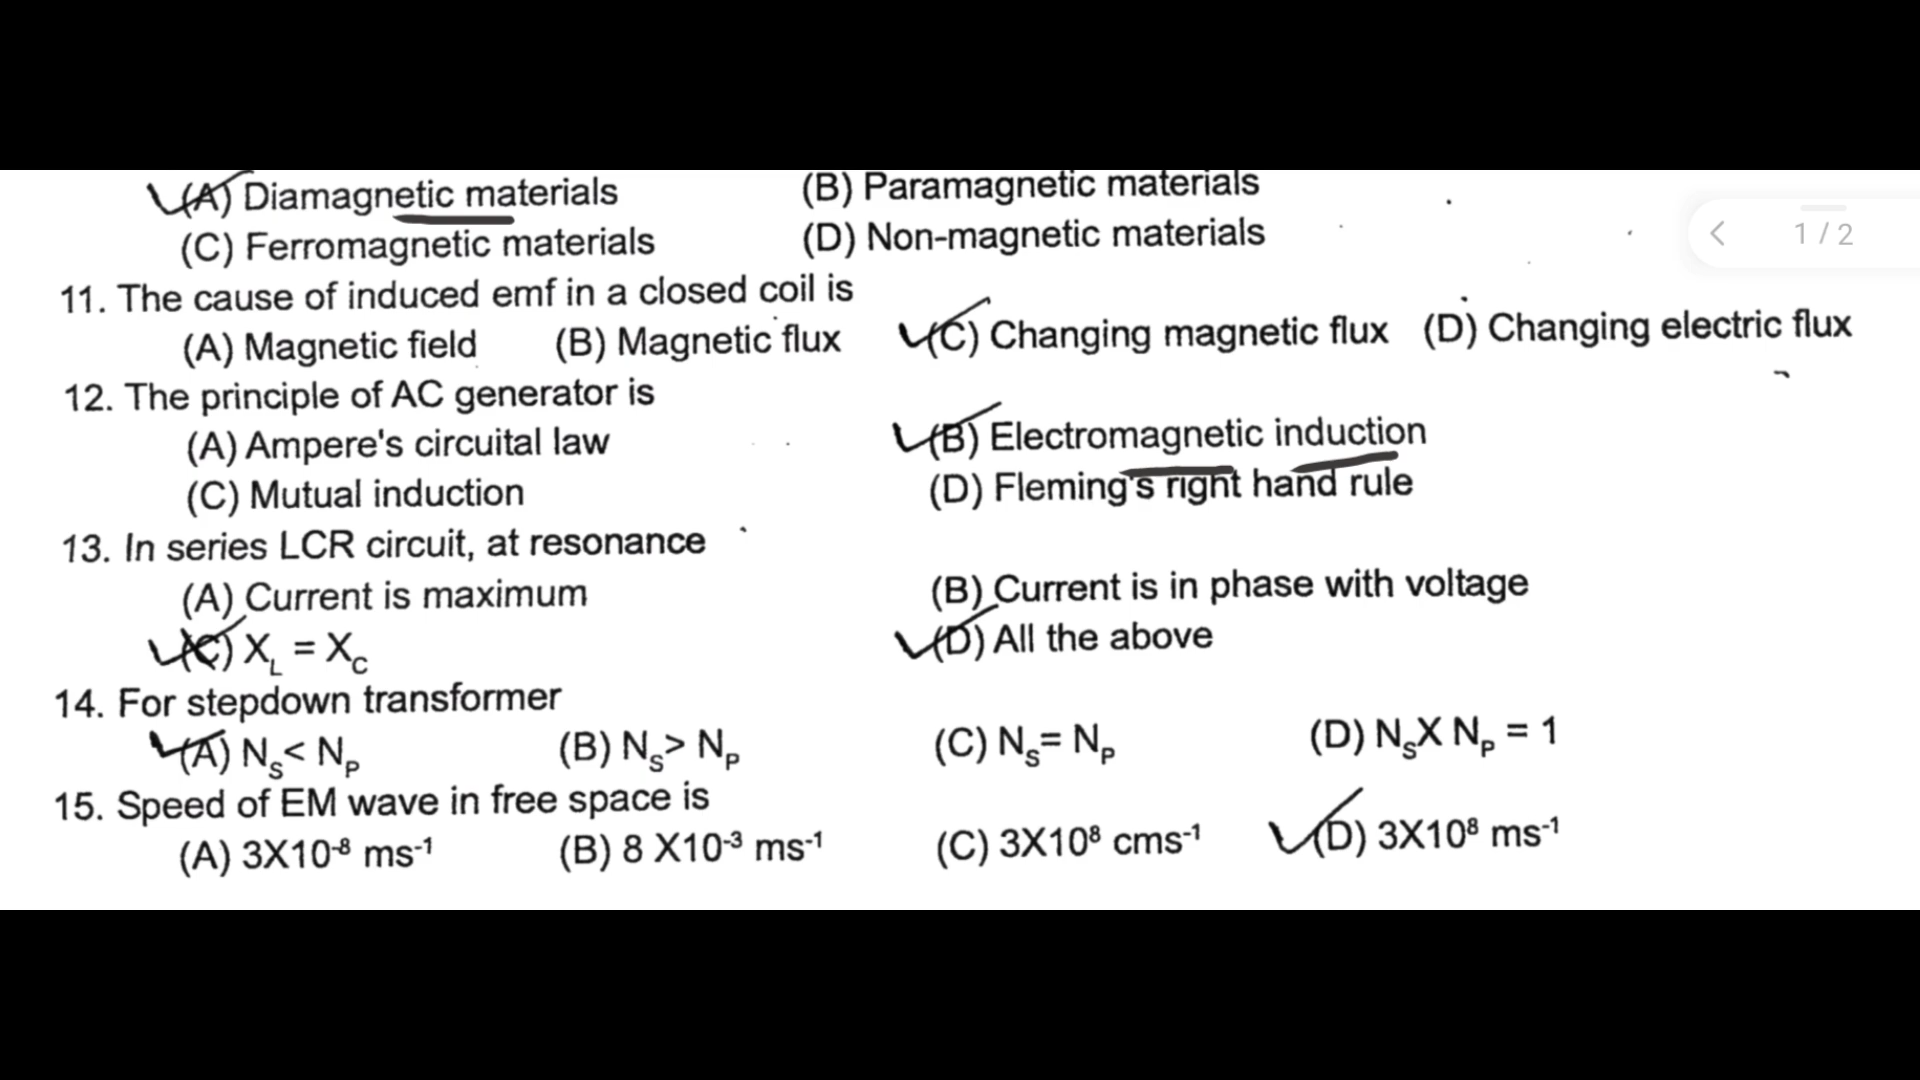 (A) Diamagnetic materials (B) Paramagnetic materials
(C) Ferromagnetic materials (D) Non-magnetic materials
< 1 / 2
11. The cause of induced emf in a closed coil is
(A) Magnetic field (B) Magnetic flux (C) Changing magnetic flux (D) Changing electric flux
12. The principle of AC generator is
(A) Ampere's circuital law (B) Electromagnetic induction
(C) Mutual induction (D) Fleming's right hand rule
13. In series LCR circuit, at resonance
(A) Current is maximum (B) Current is in phase with voltage
(C) X_L = X_C (D) All the above
14. For stepdown transformer
(A) N_S < N_P (B) N_S > N_P (C) N_S = N_P (D) N_S X N_P = 1
15. Speed of EM wave in free space is
(A) 3X10⁻⁸ ms⁻¹ (B) 8 X10⁻³ ms⁻¹ (C) 3X10⁸ cms⁻¹ (D) 3X10⁸ ms⁻¹